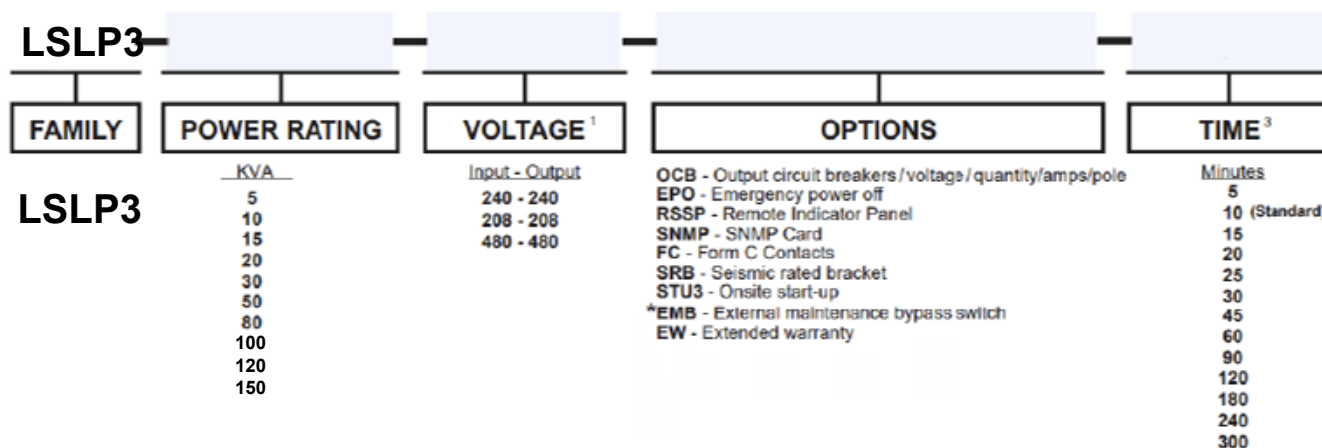 LSLP3
FAMILY POWER RATING VOLTAGE 1 OPTIONS TIME 3
LSLP3
KVA
5
10
15
20
30
50
80
100
120
150
Input - Output
240 - 240
208 - 208
480 - 480
OCB - Output circuit breakers / voltage / quantity/amps/pole
EPO - Emergency power off
RSSP - Remote Indicator Panel
SNMP - SNMP Card
FC - Form C Contacts
SRB - Seismic rated bracket
STU3 - Onsite start-up
*EMB - External maintenance bypass switch
EW - Extended warranty
Minutes
5
10 (Standard
15
20
25
30
45
60
90
120
180
240
300